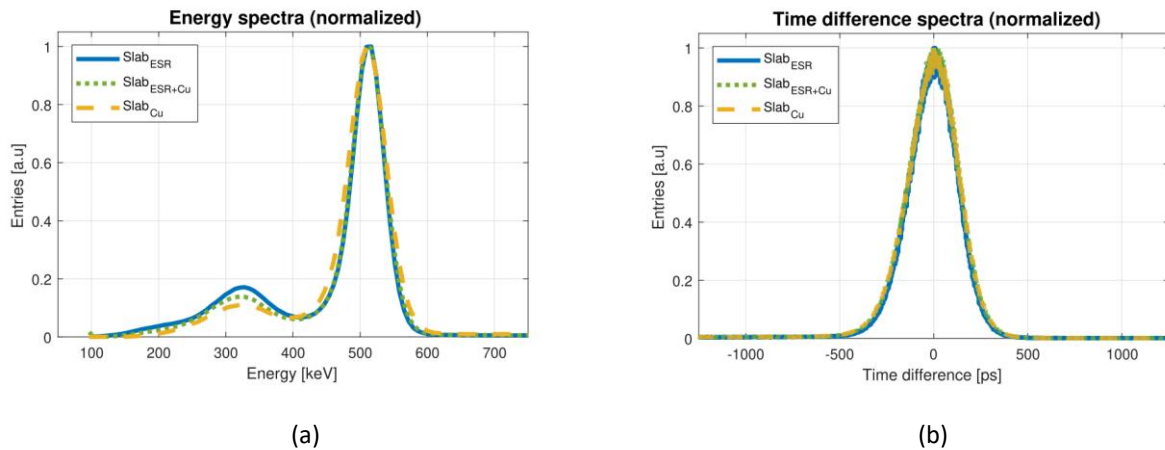 Energy spectra (normalized)
Slab_ESR
Slab_ESR+Cu
Slab_Cu
1
0.8
0.6
0.4
0.2
0
Entries [a.u]
100 200 300 400 500 600 700
Energy [keV]
(a)
Time difference spectra (normalized)
Slab_ESR
Slab_ESR+Cu
Slab_Cu
1
0.8
0.6
0.4
0.2
0
Entries [a.u]
-1000 -500 0 500 1000
Time difference [ps]
(b)